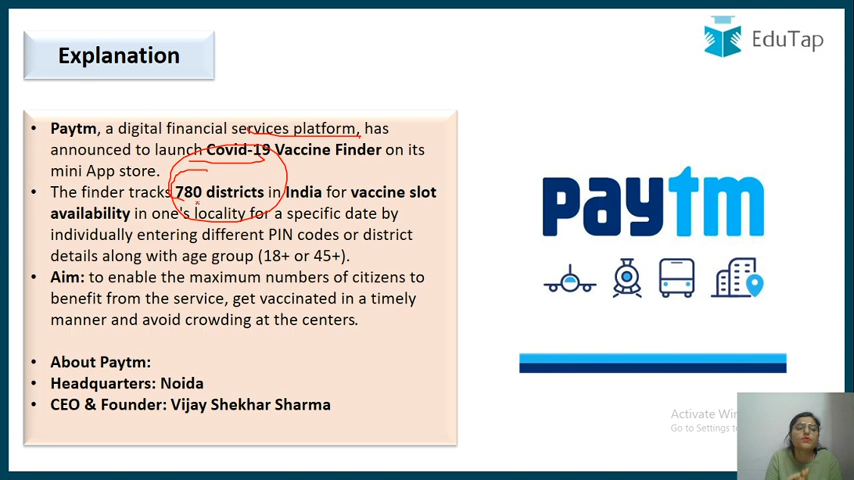 Explanation
EduTap
• Paytm, a digital financial services platform, has
announced to launch Covid-19 Vaccine Finder on its
mini App store.
• The finder tracks 780 districts in India for vaccine slot
availability in one's locality for a specific date by
individually entering different PIN codes or district
details along with age group (18+ or 45+).
• Aim: to enable the maximum numbers of citizens to
benefit from the service, get vaccinated in a timely
manner and avoid crowding at the centers.
• About Paytm:
• Headquarters: Noida
• CEO & Founder: Vijay Shekhar Sharma
paytm
Activate Win
Go to Settings to